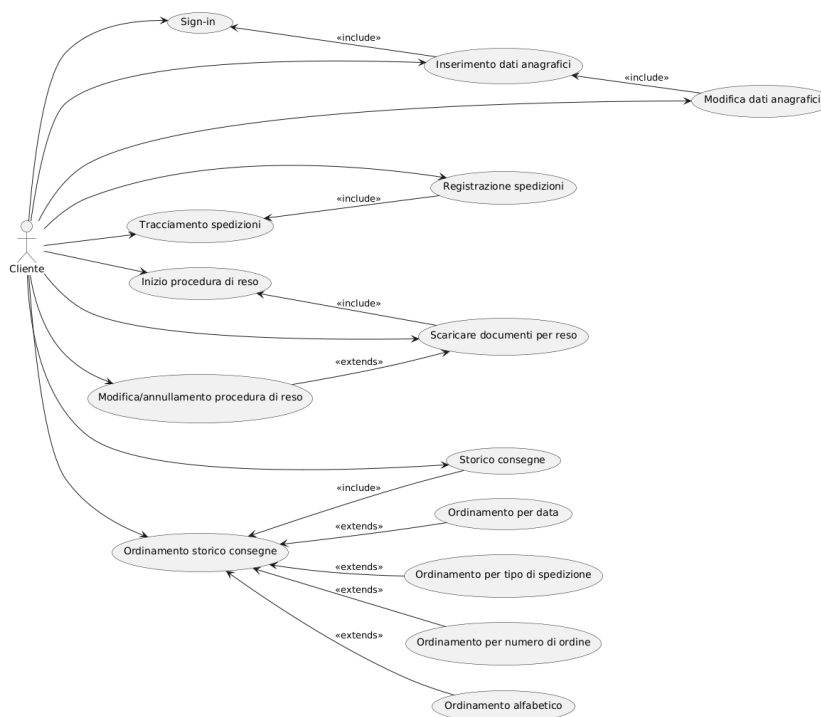 Sign-in
«include»
Inserimento dati anagrafici
«include»
Modifica dati anagrafici
Registrazione spedizioni
«include»
Tracciamento spedizioni
Cliente
Inizio procedura di reso
«include»
Scaricare documenti per reso
«extends»
Modifica/annullamento procedura di reso
Storico consegne
«include»
Ordinamento per data
«extends»
Ordinamento storico consegne
«extends»
Ordinamento per tipo di spedizione
«extends»
Ordinamento per numero di ordine
«extends»
Ordinamento alfabetico